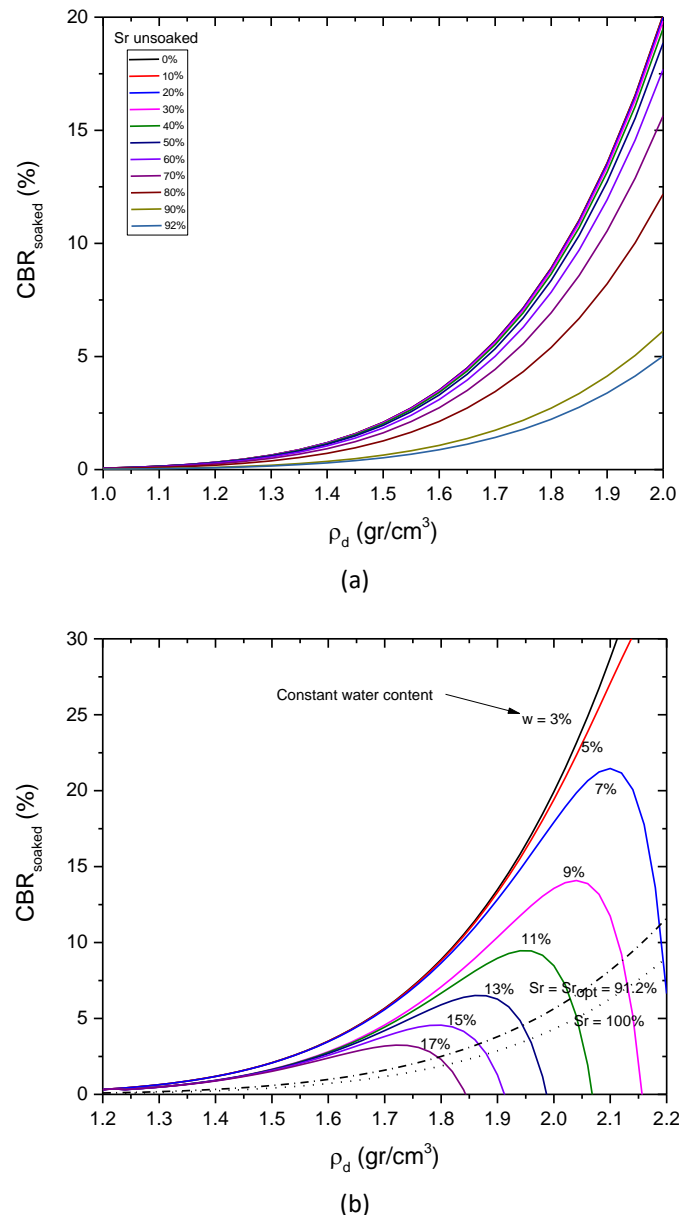 20
15
10
5
0
CBRsoaked (%)
Sr unsoaked
0%
10%
20%
30%
40%
50%
60%
70%
80%
90%
92%
1.0 1.1 1.2 1.3 1.4 1.5 1.6 1.7 1.8 1.9 2.0
ρd (gr/cm3)
(a)
30
25
20
15
10
5
0
CBRsoaked (%)
Constant water content
w = 3%
5%
7%
9%
11%
Sr = Sropt = 91.2%
13%
15%
Sr = 100%
17%
1.2 1.3 1.4 1.5 1.6 1.7 1.8 1.9 2.0 2.1 2.2
ρd (gr/cm3)
(b)